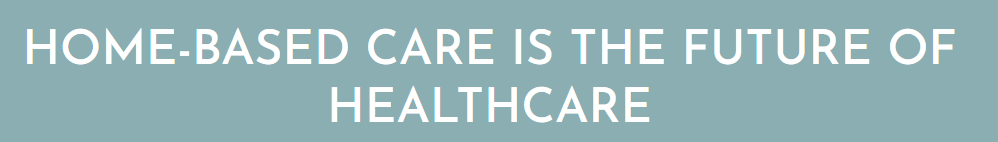 HOME-BASED CARE IS THE FUTURE OF
HEALTHCARE